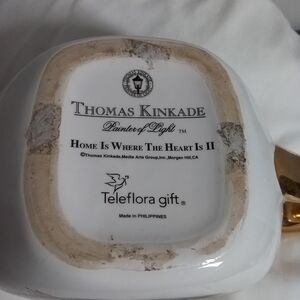 THOMAS KINKADE
Painter of Light ™
HOME IS WHERE THE HEART IS II
©Thomas Kinkade,Media Arts Group,Inc.,Morgan Hill,CA
Teleflora gift®
Made in PHILIPPINES